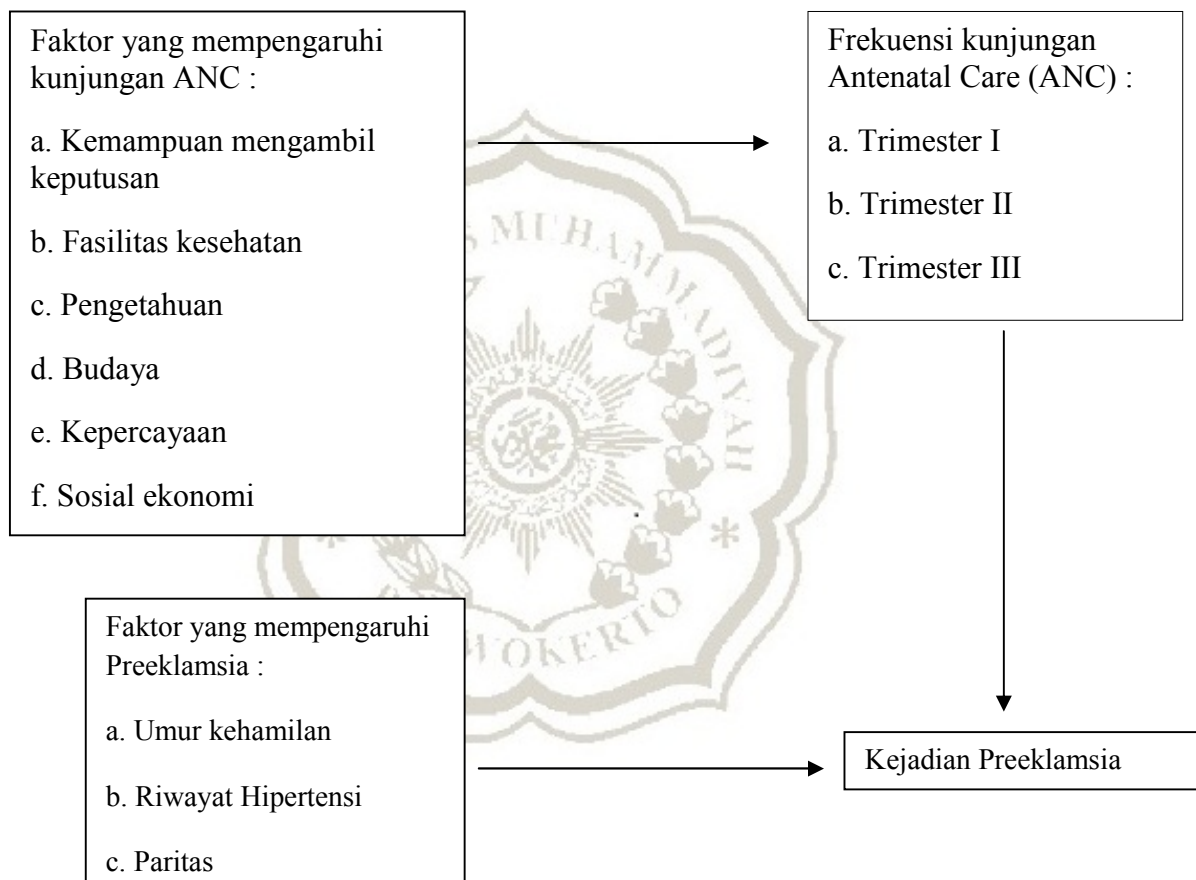 Faktor yang mempengaruhi
kunjungan ANC :
a. Kemampuan mengambil
keputusan
b. Fasilitas kesehatan
c. Pengetahuan
d. Budaya
e. Kepercayaan
f. Sosial ekonomi
Frekuensi kunjungan
Antenatal Care (ANC) :
a. Trimester I
b. Trimester II
c. Trimester III
Faktor yang mempengaruhi
Preeklamsia :
a. Umur kehamilan
b. Riwayat Hipertensi
c. Paritas
Kejadian Preeklamsia
MUHAMMADIYAH